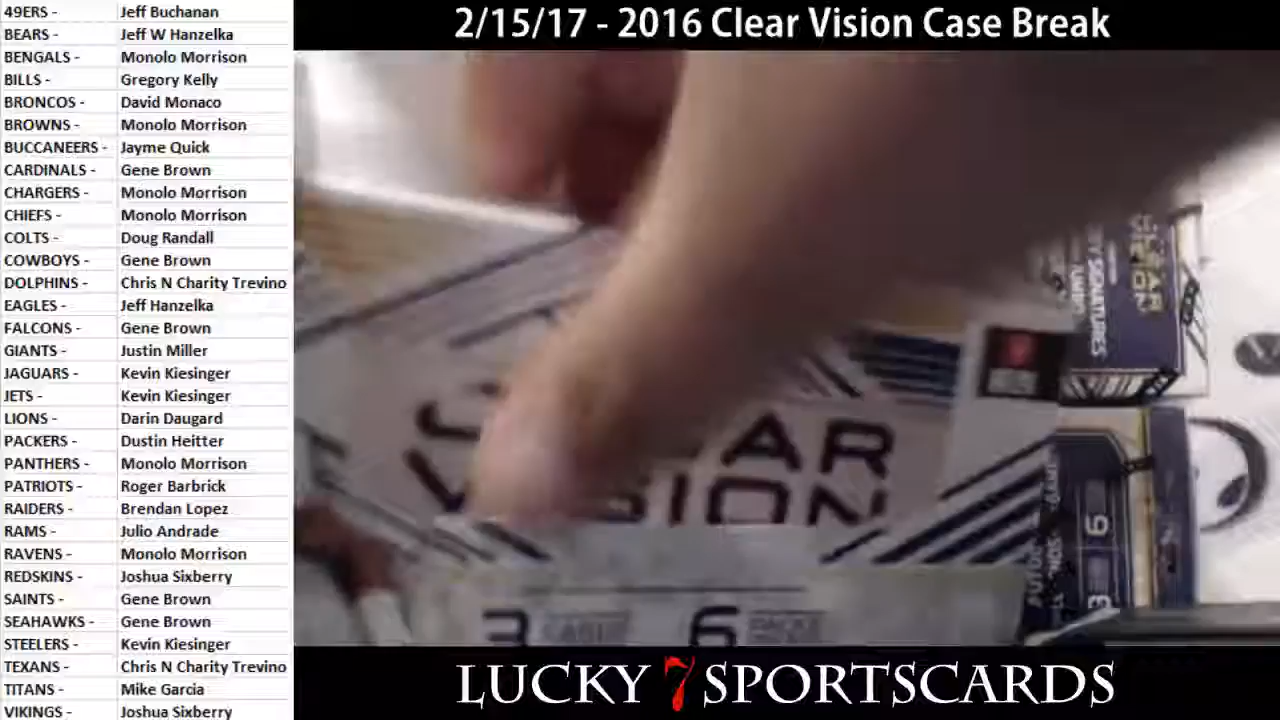 2/15/17 - 2016 Clear Vision Case Break
49ERS - Jeff Buchanan
BEARS - Jeff W Hanzelka
BENGALS - Monolo Morrison
BILLS - Gregory Kelly
BRONCOS - David Monaco
BROWNS - Monolo Morrison
BUCCANEERS - Jayme Quick
CARDINALS - Gene Brown
CHARGERS - Monolo Morrison
CHIEFS - Monolo Morrison
COLTS - Doug Randall
COWBOYS - Gene Brown
DOLPHINS - Chris N Charity Trevino
EAGLES - Jeff Hanzelka
FALCONS - Gene Brown
GIANTS - Justin Miller
JAGUARS - Kevin Kiesinger
JETS - Kevin Kiesinger
LIONS - Darin Daugard
PACKERS - Dustin Heitter
PANTHERS - Monolo Morrison
PATRIOTS - Roger Barbrick
RAIDERS - Brendan Lopez
RAMS - Julio Andrade
RAVENS - Monolo Morrison
REDSKINS - Joshua Sixberry
SAINTS - Gene Brown
SEAHAWKS - Gene Brown
STEELERS - Kevin Kiesinger
TEXANS - Chris N Charity Trevino
TITANS - Mike Garcia
VIKINGS - Joshua Sixberry
3 6
SIGNATURES
3 6
LUCKY 7 SPORTSCARDS